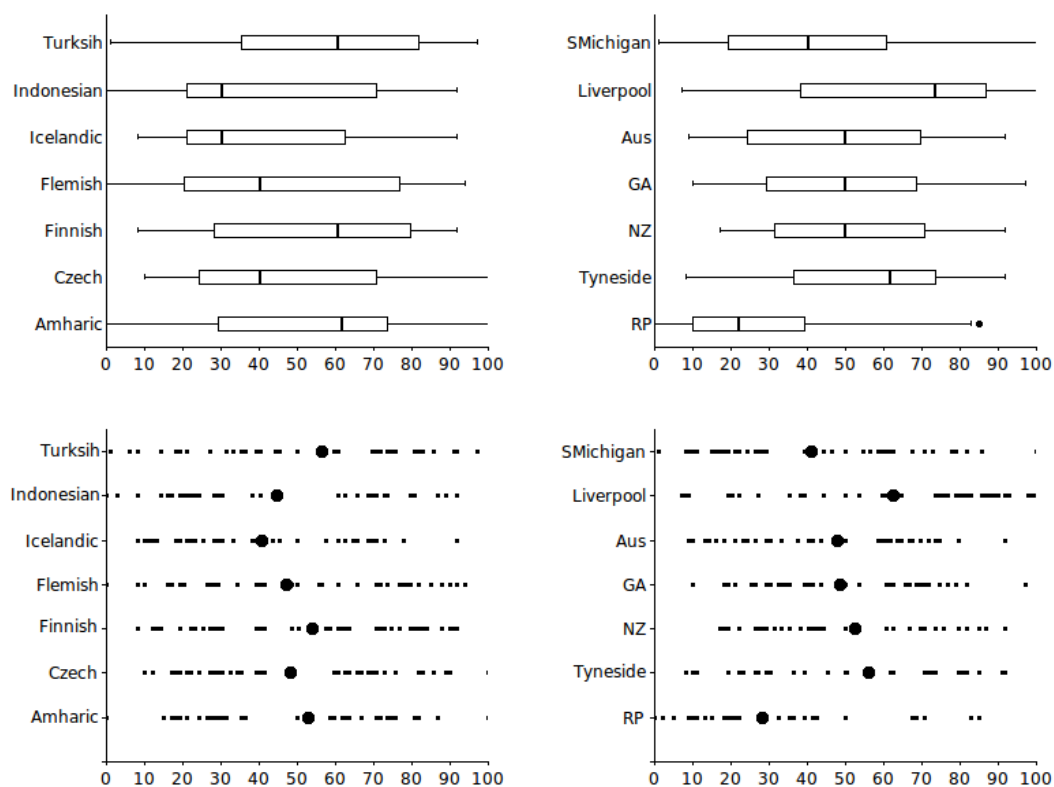 Turksih
Indonesian
Icelandic
Flemish
Finnish
Czech
Amharic
0 10 20 30 40 50 60 70 80 90 100
SMichigan
Liverpool
Aus
GA
NZ
Tyneside
RP
0 10 20 30 40 50 60 70 80 90 100
Turksih
Indonesian
Icelandic
Flemish
Finnish
Czech
Amharic
0 10 20 30 40 50 60 70 80 90 100
SMichigan
Liverpool
Aus
GA
NZ
Tyneside
RP
0 10 20 30 40 50 60 70 80 90 100